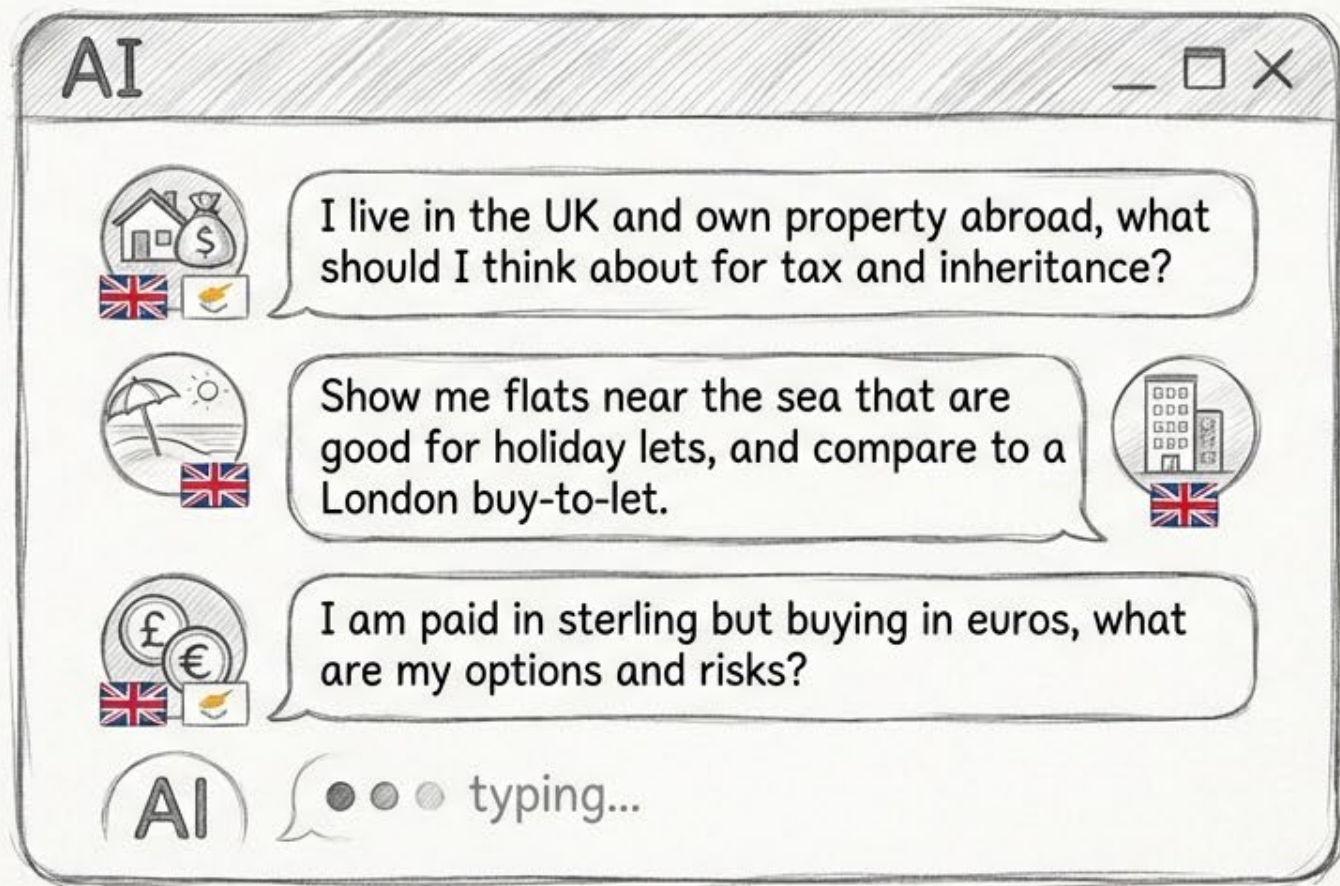 AI
I live in the UK and own property abroad, what
should I think about for tax and inheritance?
$
Show me flats near the sea that are
good for holiday lets, and compare to a
London buy-to-let.
I am paid in sterling but buying in euros, what
are my options and risks?
£
€
AI
typing...